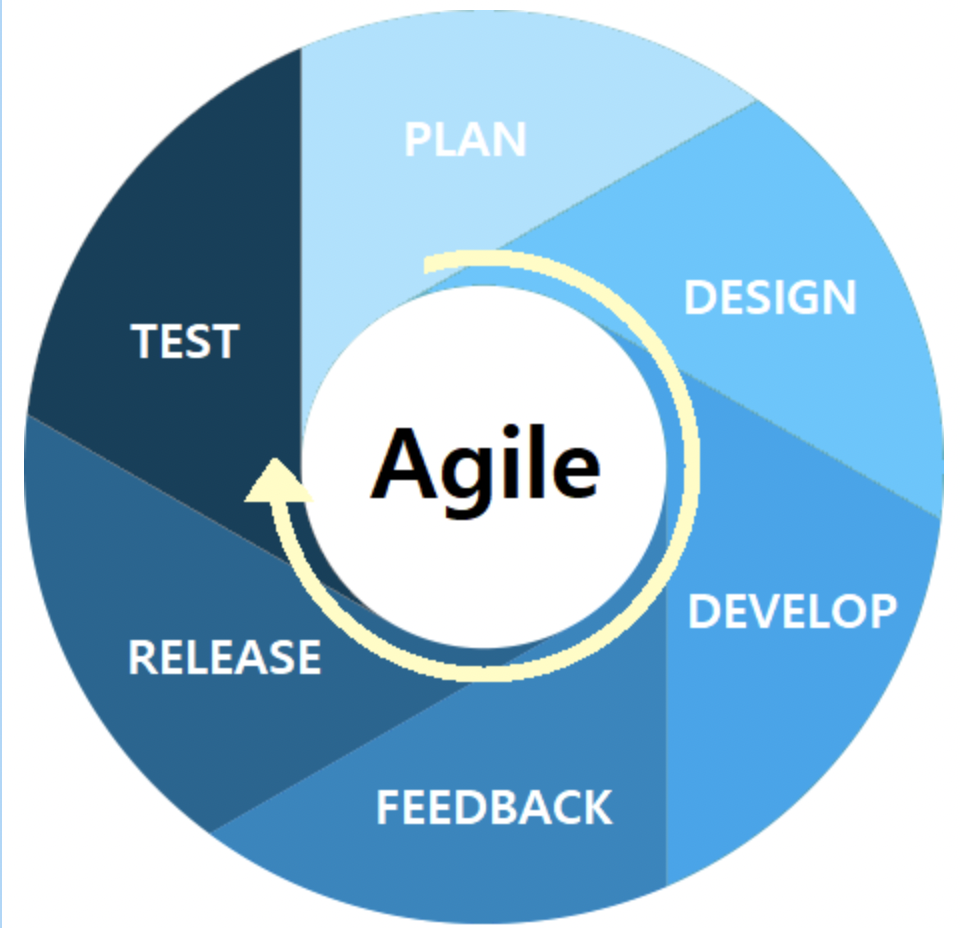 PLAN
DESIGN
DEVELOP
FEEDBACK
RELEASE
TEST
Agile